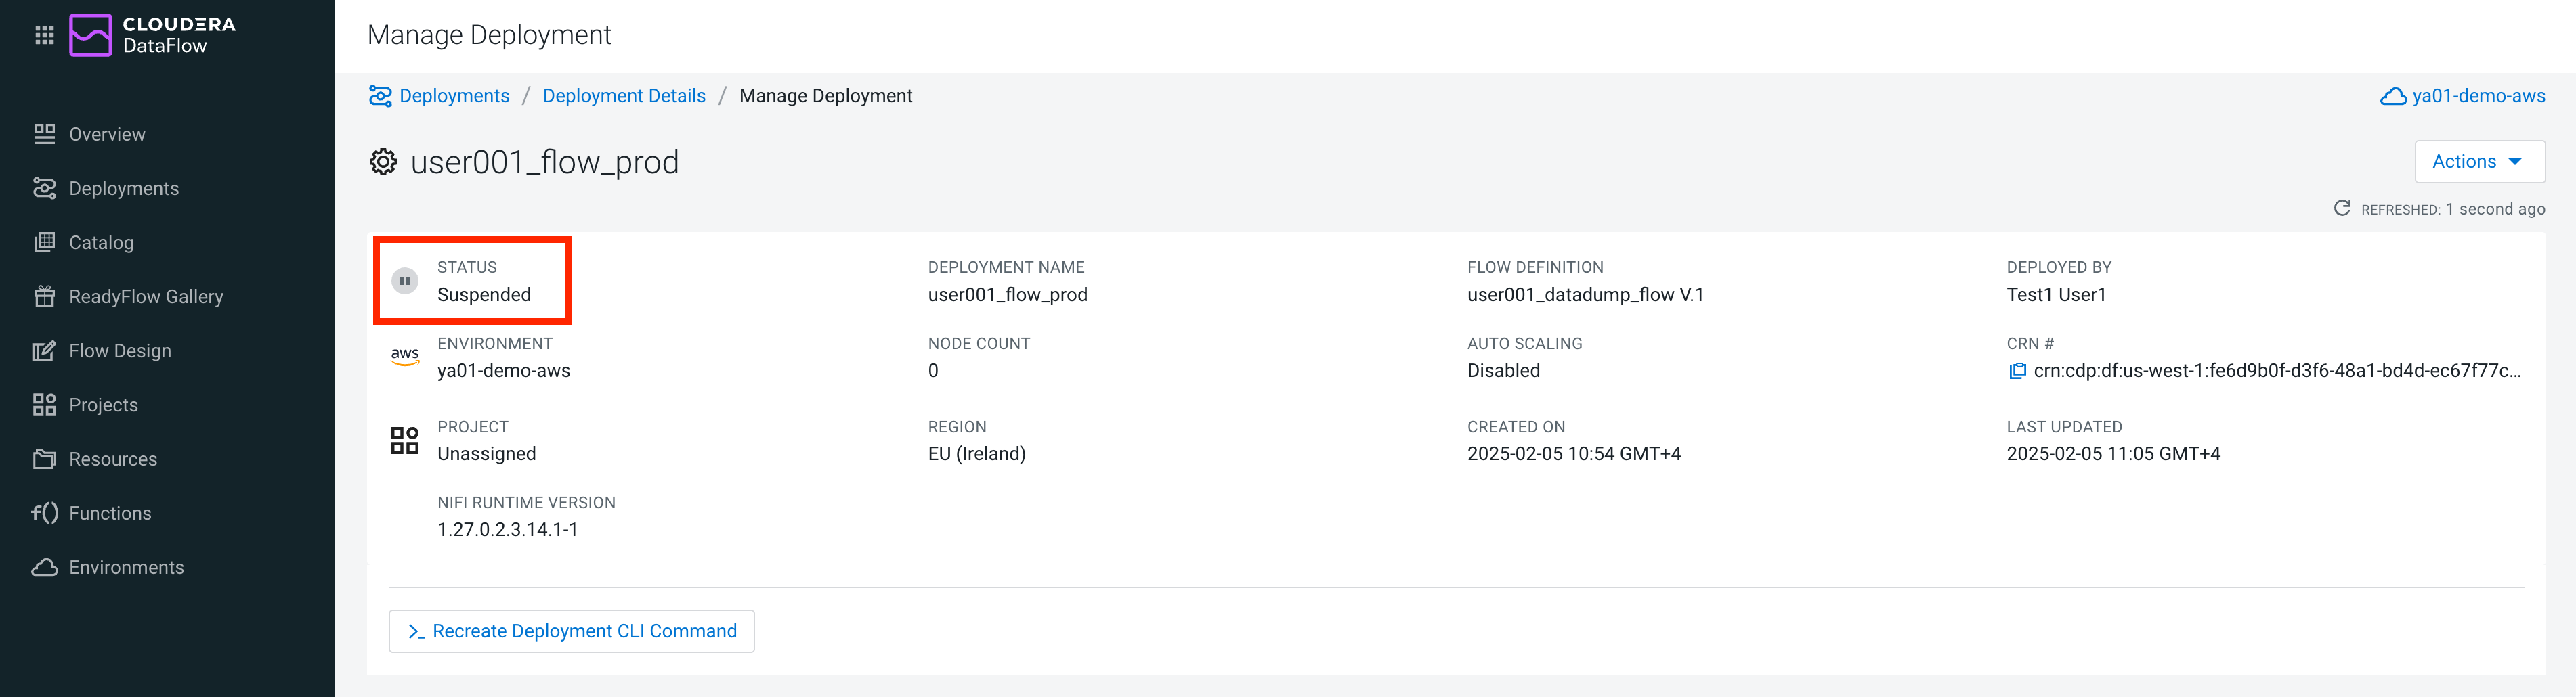 CLOUDERA
DataFlow
Overview
Deployments
Catalog
ReadyFlow Gallery
Flow Design
Projects
Resources
f() Functions
Environments
Manage Deployment
Deployments / Deployment Details / Manage Deployment
ya01-demo-aws
user001_flow_prod
Actions
REFRESHED: 1 second ago
STATUS
Suspended
DEPLOYMENT NAME
user001_flow_prod
FLOW DEFINITION
user001_datadump_flow V.1
DEPLOYED BY
Test1 User1
aws
ENVIRONMENT
ya01-demo-aws
NODE COUNT
0
AUTO SCALING
Disabled
CRN #
crn:cdp:df:us-west-1:fe6d9b0f-d3f6-48a1-bd4d-ec67f77c...
PROJECT
Unassigned
REGION
EU (Ireland)
CREATED ON
2025-02-05 10:54 GMT+4
LAST UPDATED
2025-02-05 11:05 GMT+4
NIFI RUNTIME VERSION
1.27.0.2.3.14.1-1
>_ Recreate Deployment CLI Command